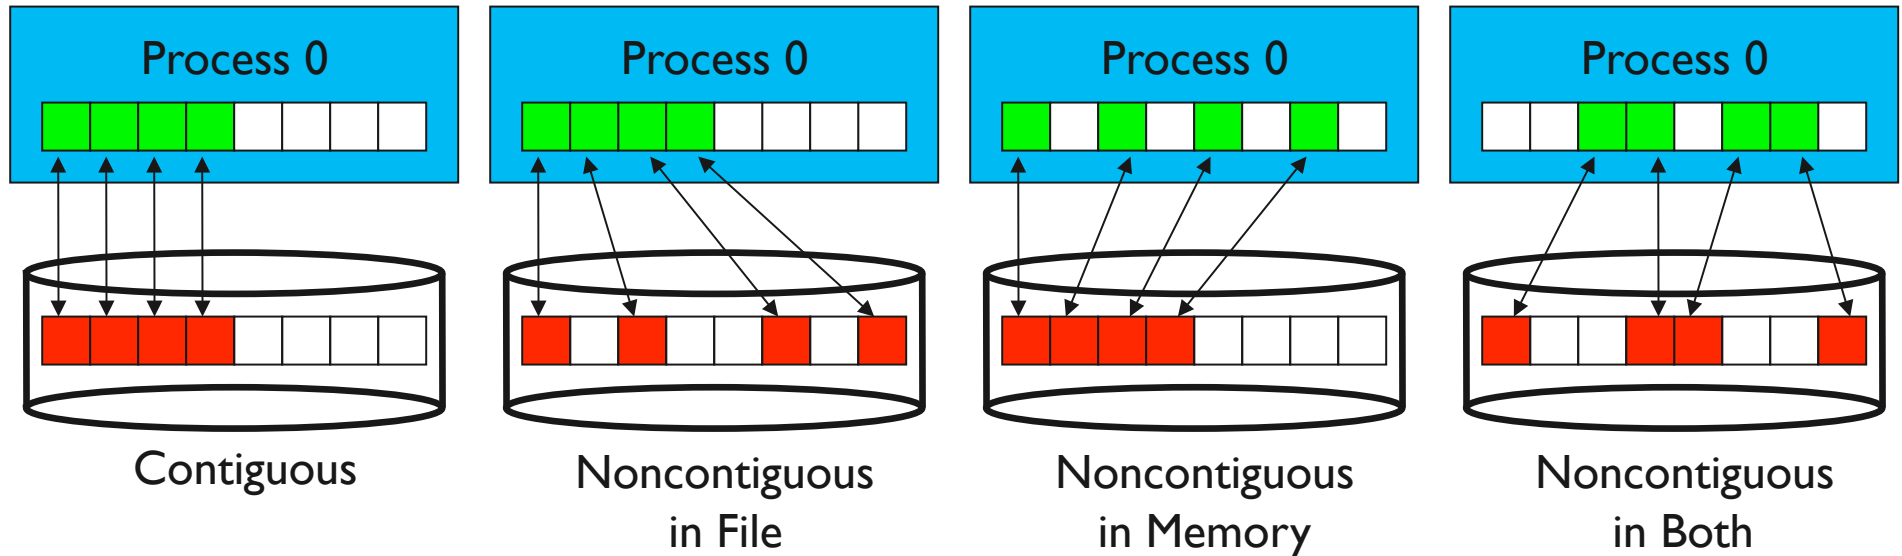 Process 0
Process 0
Process 0
Process 0
Contiguous
Noncontiguous
in File
Noncontiguous
in Memory
Noncontiguous
in Both